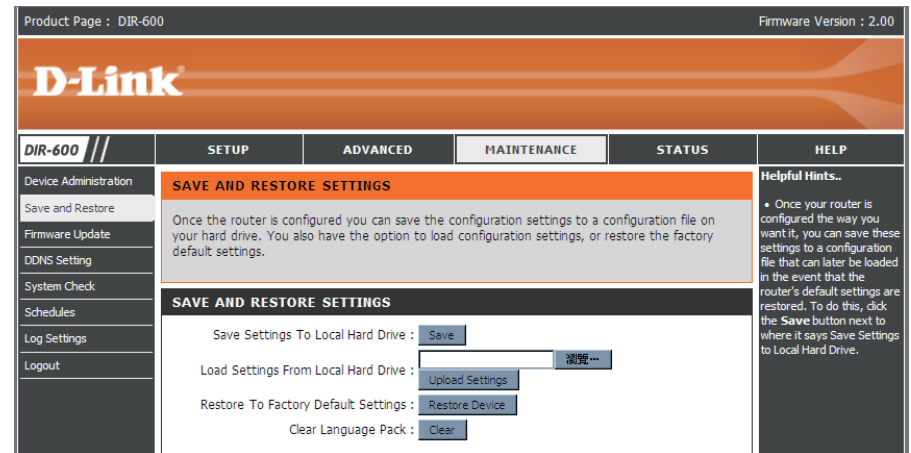 Product Page : DIR-600
Firmware Version : 2.00
D-Link
DIR-600
SETUP
ADVANCED
MAINTENANCE
STATUS
HELP
Device Administration
Save and Restore
Firmware Update
DDNS Setting
System Check
Schedules
Log Settings
Logout
SAVE AND RESTORE SETTINGS
Once the router is configured you can save the configuration settings to a configuration file on
your hard drive. You also have the option to load configuration settings, or restore the factory
default settings.
SAVE AND RESTORE SETTINGS
Save Settings To Local Hard Drive : Save
Load Settings From Local Hard Drive : 瀏覽...
Upload Settings
Restore To Factory Default Settings : Restore Device
Clear Language Pack : Clear
Helpful Hints..
• Once your router is
configured the way you
want it, you can save these
settings to a configuration
file that can later be loaded
in the event that the
router's default settings are
restored. To do this, click
the Save button next to
where it says Save Settings
to Local Hard Drive.